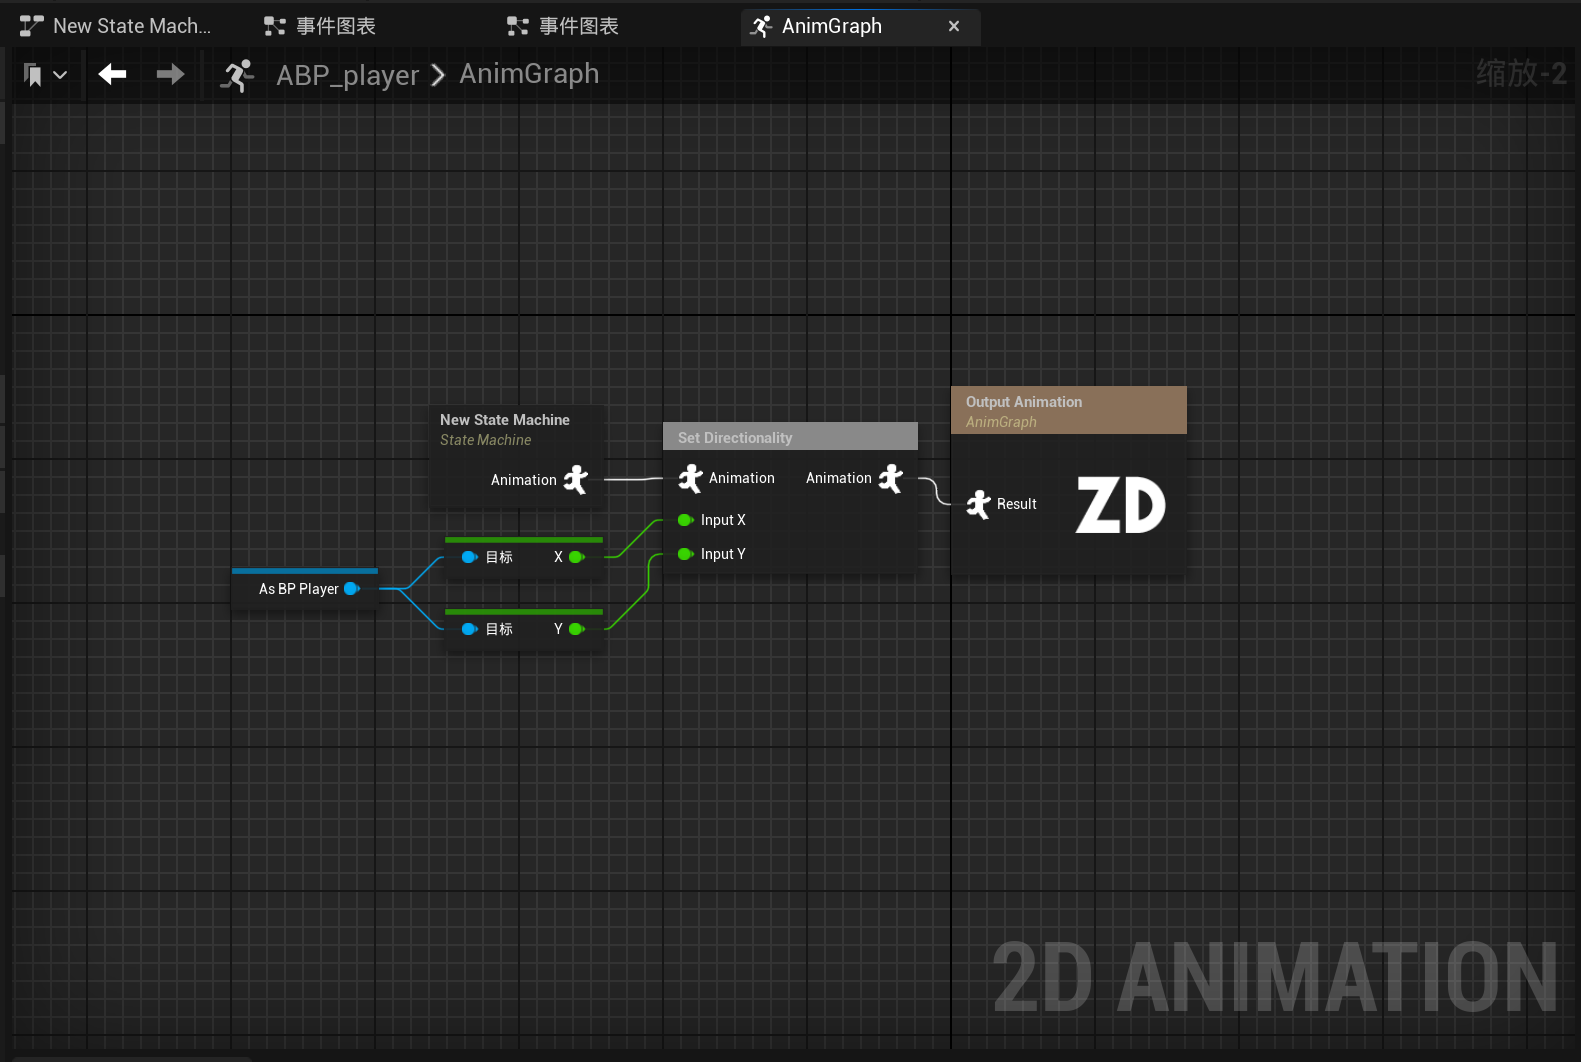 New State Mach...
事件图表
事件图表
AnimGraph
ABP_player
AnimGraph
缩放-2
New State Machine
State Machine
Animation
Set Directionality
Animation
Animation
Input X
Input Y
Output Animation
AnimGraph
Result
ZD
目标
X
As BP Player
目标
Y
2D ANIMATION